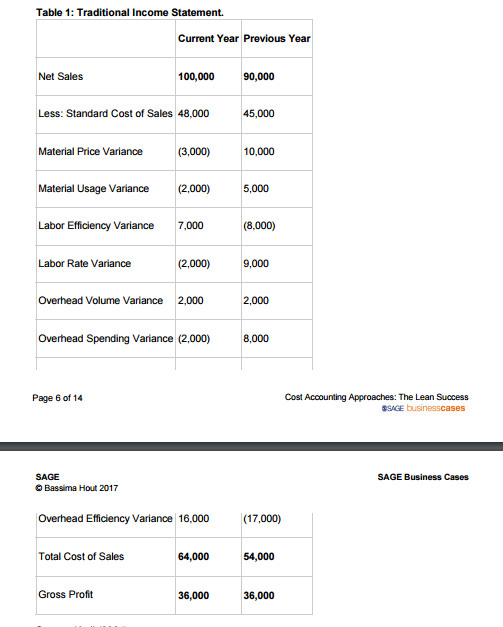 Table 1: Traditional Income Statement.
Current Year Previous Year
Net Sales 100,000 90,000
Less: Standard Cost of Sales 48,000 45,000
Material Price Variance (3,000) 10,000
Material Usage Variance (2,000) 5,000
Labor Efficiency Variance 7,000 (8,000)
Labor Rate Variance (2,000) 9,000
Overhead Volume Variance 2,000 2,000
Overhead Spending Variance (2,000) 8,000
Page 6 of 14 Cost Accounting Approaches: The Lean Success
SAGE businesscases
SAGE SAGE Business Cases
© Bassima Hout 2017
Overhead Efficiency Variance 16,000 (17,000)
Total Cost of Sales 64,000 54,000
Gross Profit 36,000 36,000